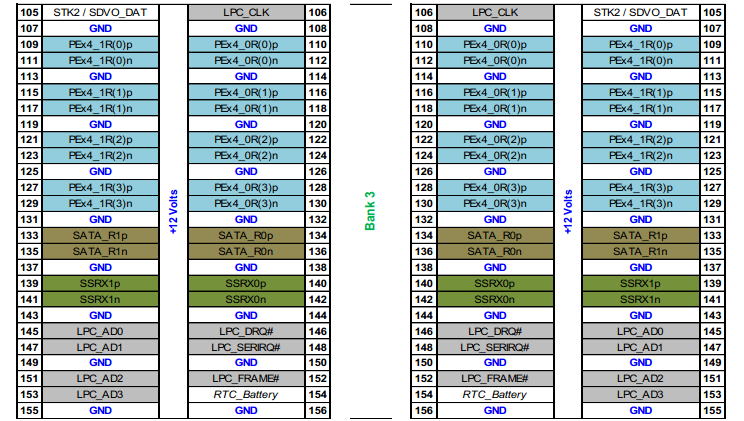 105 STK2 / SDVO_DAT LPC_CLK 106 106 LPC_CLK STK2 / SDVO_DAT 105
107 GND GND 108 108 GND GND 107
109 PEx4_1R(0)p PEx4_0R(0)p 110 110 PEx4_0R(0)p PEx4_1R(0)p 109
111 PEx4_1R(0)n PEx4_0R(0)n 112 112 PEx4_0R(0)n PEx4_1R(0)n 111
113 GND GND 114 114 GND GND 113
115 PEx4_1R(1)p PEx4_0R(1)p 116 116 PEx4_0R(1)p PEx4_1R(1)p 115
117 PEx4_1R(1)n PEx4_0R(1)n 118 118 PEx4_0R(1)n PEx4_1R(1)n 117
119 GND GND 120 120 GND GND 119
121 PEx4_1R(2)p PEx4_0R(2)p 122 122 PEx4_0R(2)p PEx4_1R(2)p 121
123 PEx4_1R(2)n PEx4_0R(2)n 124 124 PEx4_0R(2)n PEx4_1R(2)n 123
125 GND GND 126 126 GND GND 125
127 PEx4_1R(3)p PEx4_0R(3)p 128 128 PEx4_0R(3)p PEx4_1R(3)p 127
129 PEx4_1R(3)n PEx4_0R(3)n 130 130 PEx4_0R(3)n PEx4_1R(3)n 129
+12 Volts Bank 3 +12 Volts
131 GND GND 132 132 GND GND 131
133 SATA_R1p SATA_R0p 134 134 SATA_R0p SATA_R1p 133
135 SATA_R1n SATA_R0n 136 136 SATA_R0n SATA_R1n 135
137 GND GND 138 138 GND GND 137
139 SSRX1p SSRX0p 140 140 SSRX0p SSRX1p 139
141 SSRX1n SSRX0n 142 142 SSRX0n SSRX1n 141
143 GND GND 144 144 GND GND 143
145 LPC_AD0 LPC_DRQ# 146 146 LPC_DRQ# LPC_AD0 145
147 LPC_AD1 LPC_SERIRQ# 148 148 LPC_SERIRQ# LPC_AD1 147
149 GND GND 150 150 GND GND 149
151 LPC_AD2 LPC_FRAME# 152 152 LPC_FRAME# LPC_AD2 151
153 LPC_AD3 RTC_Battery 154 154 RTC_Battery LPC_AD3 153
155 GND GND 156 156 GND GND 155